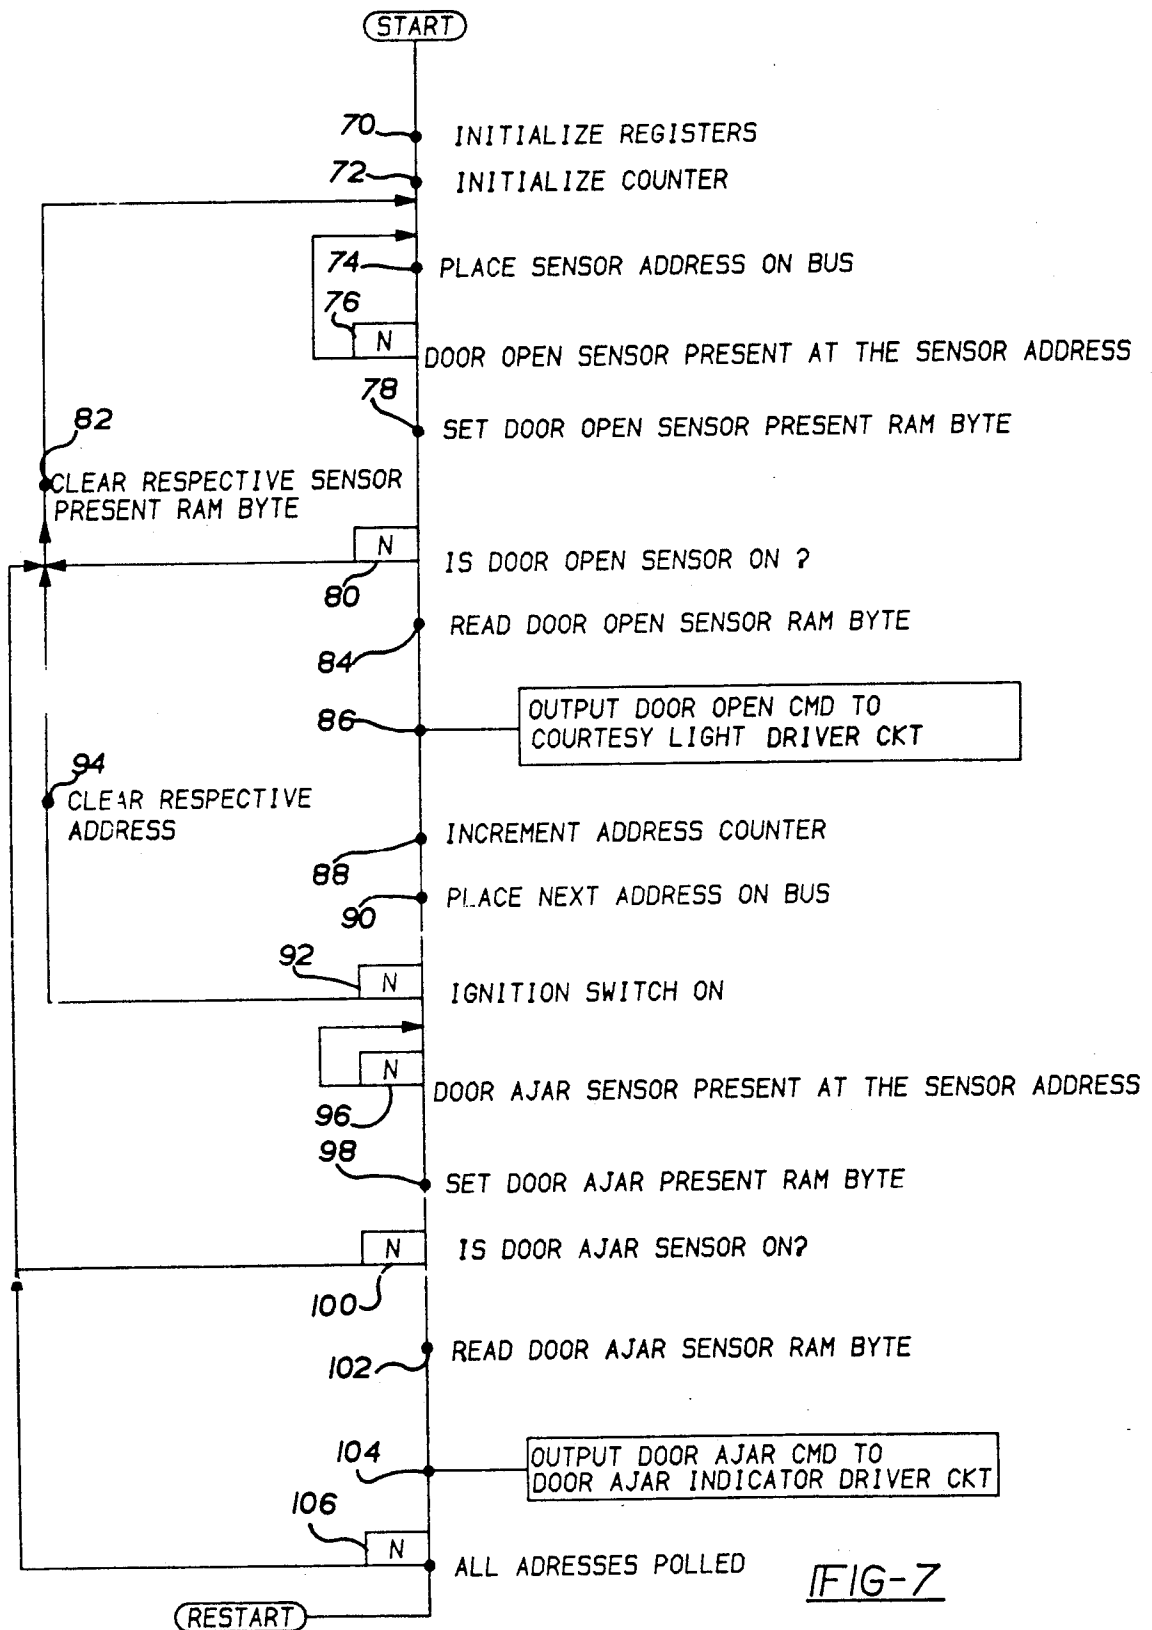 START
70
INITIALIZE REGISTERS
72
INITIALIZE COUNTER
74
PLACE SENSOR ADDRESS ON BUS
76
N
DOOR OPEN SENSOR PRESENT AT THE SENSOR ADDRESS
78
SET DOOR OPEN SENSOR PRESENT RAM BYTE
82
CLEAR RESPECTIVE SENSOR
PRESENT RAM BYTE
N
80
IS DOOR OPEN SENSOR ON ?
84
READ DOOR OPEN SENSOR RAM BYTE
86
OUTPUT DOOR OPEN CMD TO
COURTESY LIGHT DRIVER CKT
94
CLEAR RESPECTIVE
ADDRESS
88
INCREMENT ADDRESS COUNTER
90
PLACE NEXT ADDRESS ON BUS
92
N
IGNITION SWITCH ON
N
96
DOOR AJAR SENSOR PRESENT AT THE SENSOR ADDRESS
98
SET DOOR AJAR PRESENT RAM BYTE
N
100
IS DOOR AJAR SENSOR ON?
102
READ DOOR AJAR SENSOR RAM BYTE
104
OUTPUT DOOR AJAR CMD TO
DOOR AJAR INDICATOR DRIVER CKT
106
N
ALL ADRESSES POLLED
RESTART
FIG-7